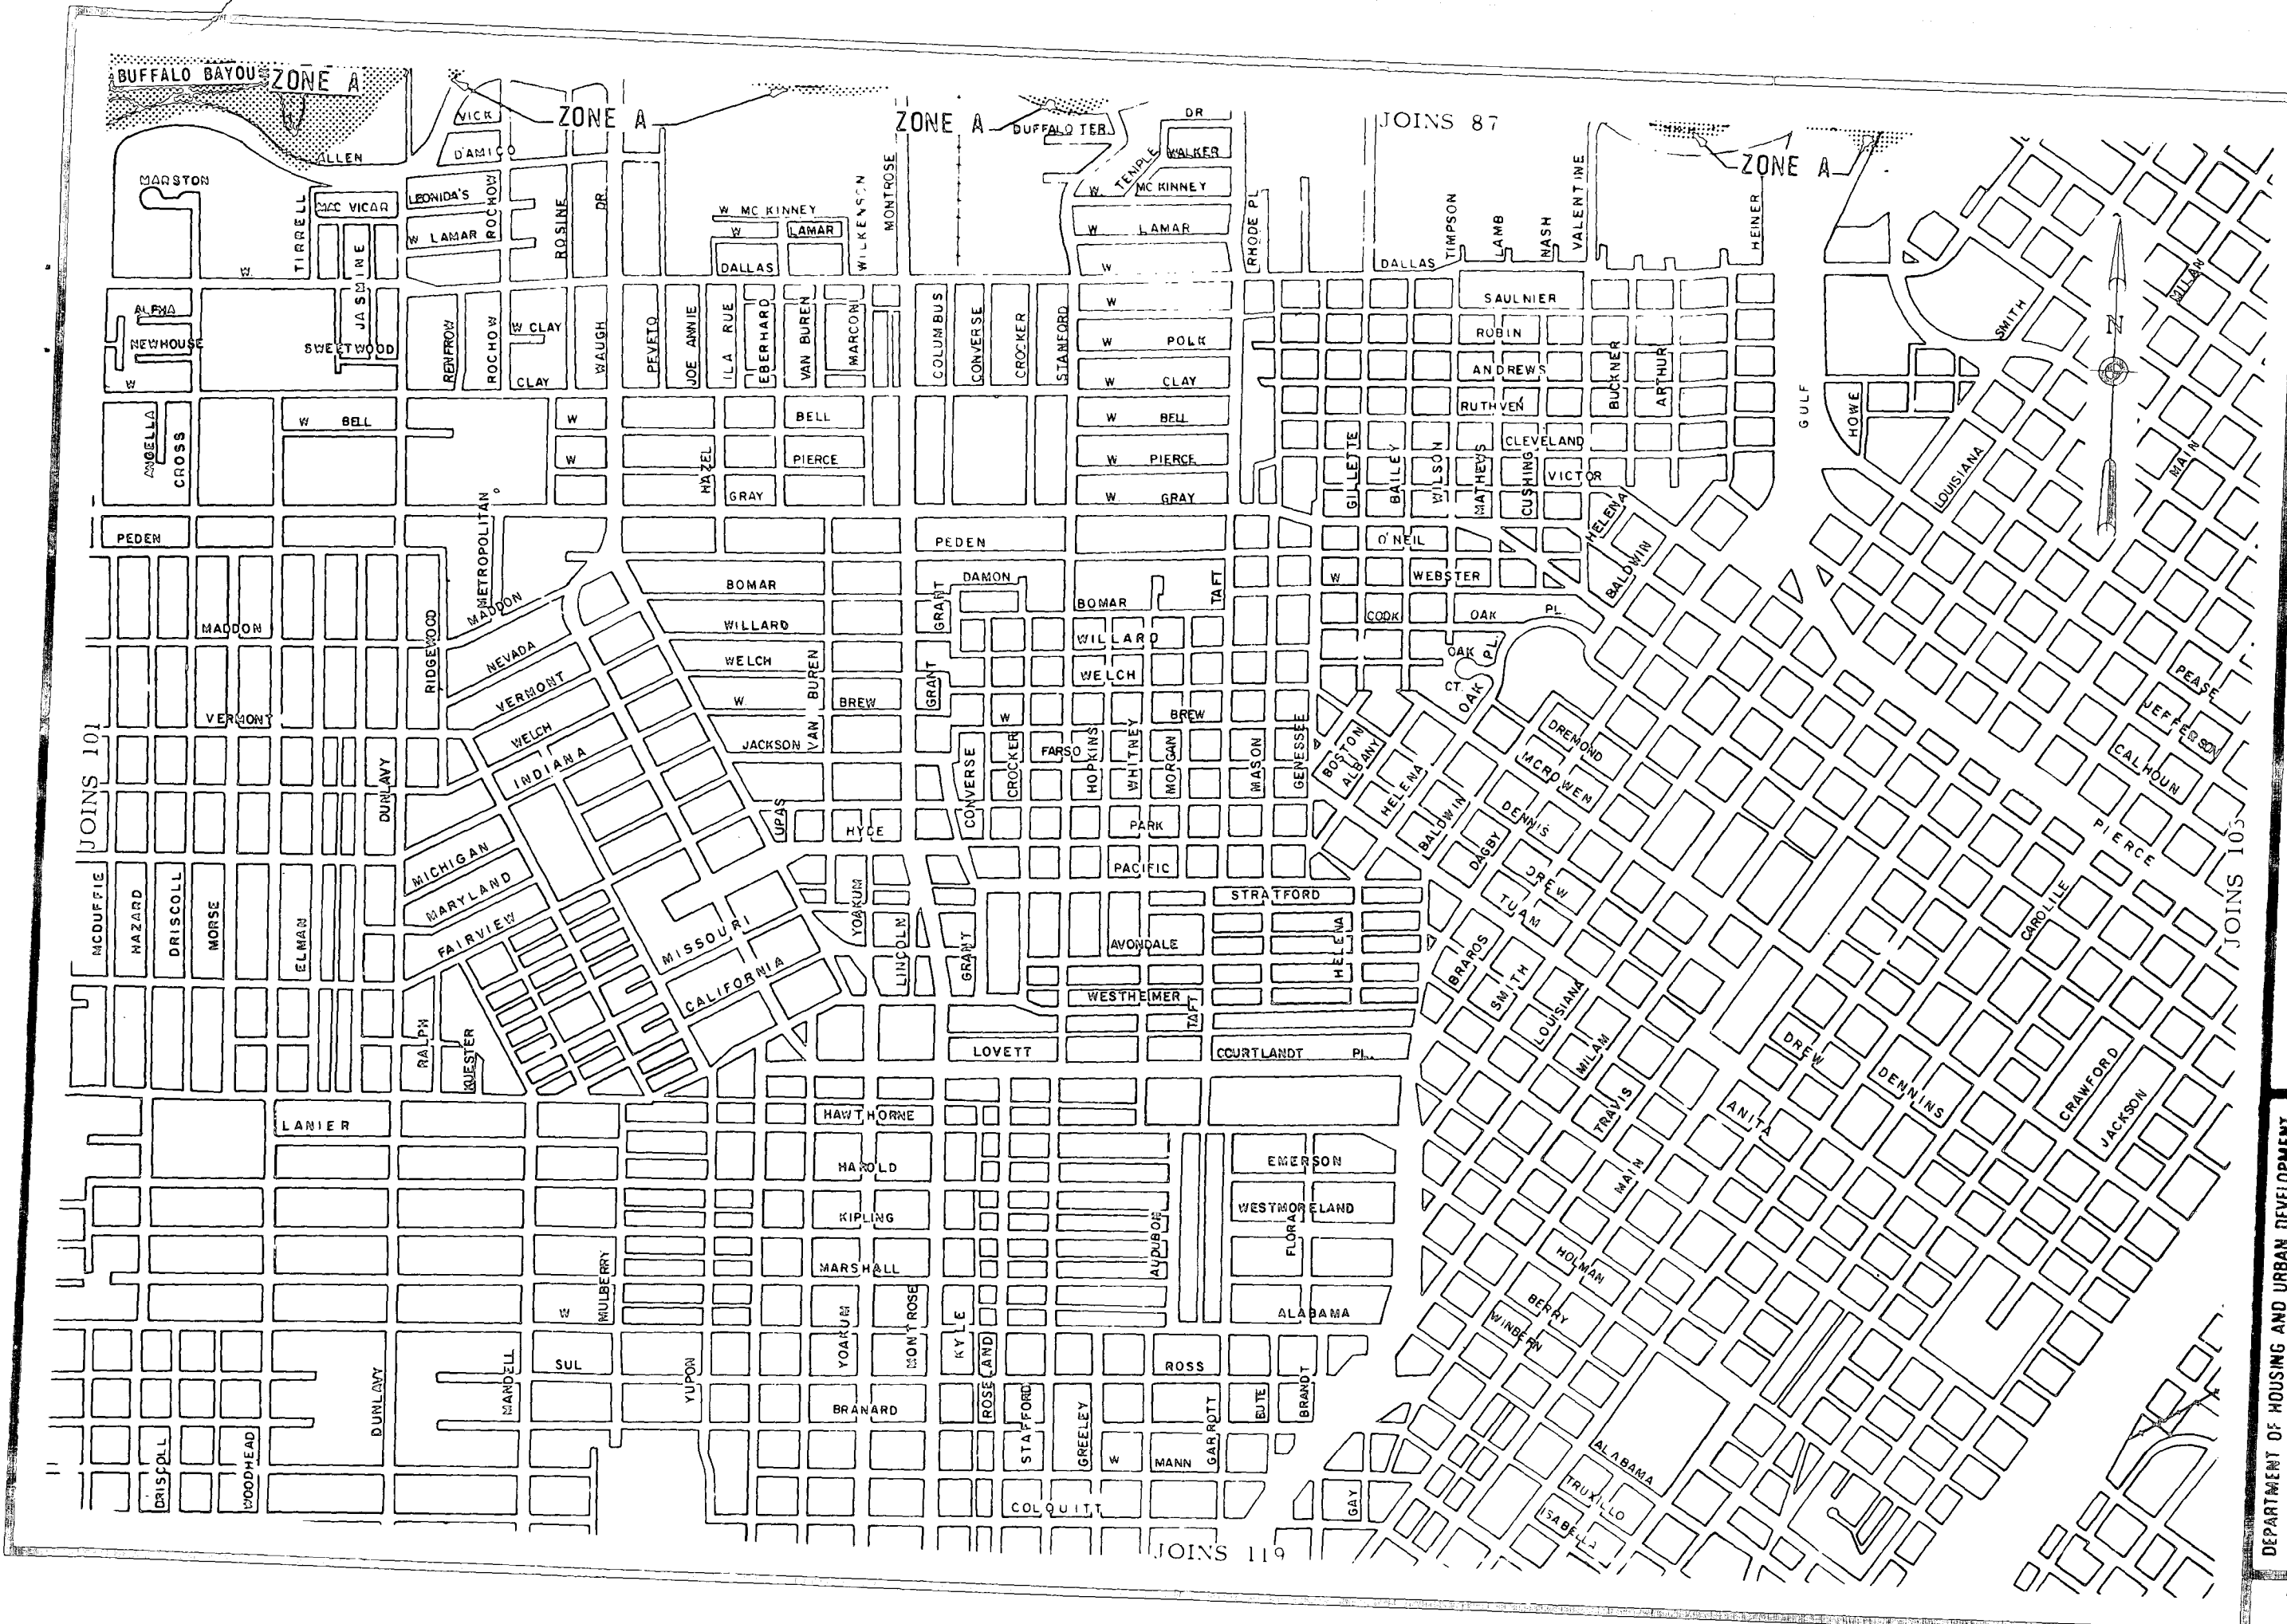 BUFFALO BAYOU
ZONE A
VICK
ZONE A
ZONE A
BUFFALO TER.
DR
JOINS 87
ZONE A
ALLEN
D'AMICO
TEMPLE
WALKER
MARSTON
W.
MC KINNEY
MAC VICAR
LEONIDA'S
TIRRELL
ROCHOW
ROSINE
DR
W MC KINNEY
W
LAMAR
WILKENSON
MONTROSE
W LAMAR
W
LAMAR
RHODE PL
TIMPSON
LAMB
NASH
VALENTINE
HEINER
W.
JASMINE
DALLAS
W
DALLAS
MILAN
ALPHA
NEWHOUSE
SWEETWOOD
W
RENFROW
ROCHOW
W CLAY
CLAY
WAUGH
PEVETO
JOE ANNIE
ILA RUE
EBERHARD
VAN BUREN
MARCONI
COLUMBUS
CONVERSE
CROCKER
STANFORD
W
W
POLK
W
CLAY
SAULNIER
ROBIN
ANDREWS
RUTHVEN
BUCKNER
ARTHUR
SMITH
N
GULF
HOWE
ANGELLA
CROSS
W BELL
W
BELL
W BELL
W
HAZEL
PIERCE
W PIERCE
GRAY
W GRAY
GILLETTE
BAILEY
WILSON
MATHEWS
CUSHING
CLEVELAND
VICTOR
LOUISIANA
MAIN
HELENA
METROPOLITAN
PEDEN
PEDEN
O'NEIL
BALDWIN
BOMAR
DAMON
BOMAR
TAFT
W
WEBSTER
MADDON
MADDON
RIDGEWOOD
WILLARD
GRANT
WILLARD
COOK
OAK
PL.
NEVADA
WELCH
VAN BUREN
GRANT
WELCH
OAK PL.
CT.
OAK
PEASE
VERMONT
VERMONT
W.
BREW
W
BREW
JEFFERSON
JOINS 101
WELCH
INDIANA
JACKSON
CONVERSE
CROCKER
FARSO
HOPKINS
WHITNEY
MORGAN
MASON
GENESSEE
BOSTON
ALBANY
HELENA
DREMOND
MCROWEN
CALHOUN
DUNLAVY
UPAS
HYDE
PARK
BALDWIN
DAGBY
DENNIS
PIERCE
JOINS 103
MICHIGAN
PACIFIC
DREW
MARYLAND
YOAKUM
STRATFORD
TUAM
CAROLILE
MCDUFFIE
HAZARD
DRISCOLL
MORSE
ELMAN
FAIRVIEW
MISSOURI
LINCOLN
GRANT
AVONDALE
HELENA
BRAROS
SMITH
CALIFORNIA
WESTHEIMER
TAFT
LOUISIANA
RALPH
KUESTER
LOVETT
COURTLANDT PL.
MILAM
DREW
DENNINS
CRAWFORD
JACKSON
LANIER
HAWTHORNE
TRAVIS
ANITA
HAROLD
EMERSON
MAIN
KIPLING
AUDUBON
WESTMORELAND
FLORA
MULBERRY
MARSHALL
HOLMAN
W
YOAKUM
MONTROSE
KYLE
ALABAMA
BERRY
WINBERN
DUNLAVY
MANDELL
SUL
YUPON
ROSELAND
ROSS
BRANARD
STAFFORD
GREELEY
GARROTT
BUTE
BRANDT
DRISCOLL
WOODHEAD
W
MANN
ALABAMA
COLQUITT
GAY
TRUXILLO
ISABELLA
JOINS 119
DEPARTMENT OF HOUSING AND URBAN DEVELOPMENT